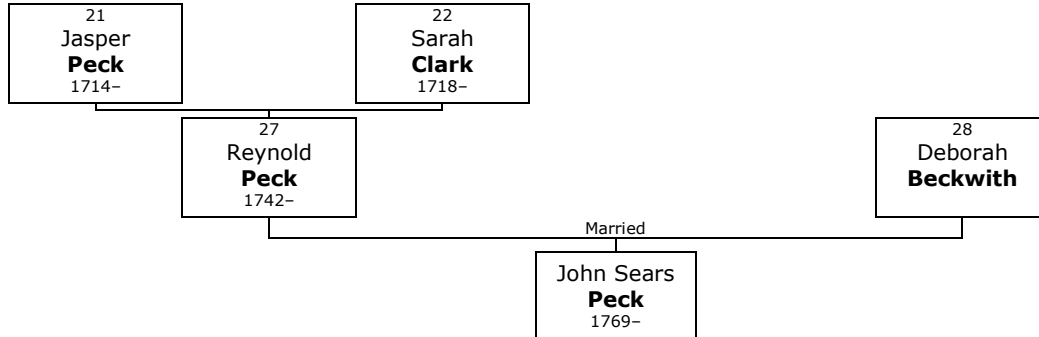 21
Jasper
Peck
1714–
22
Sarah
Clark
1718–
27
Reynold
Peck
1742–
28
Deborah
Beckwith
Married
John Sears
Peck
1769–